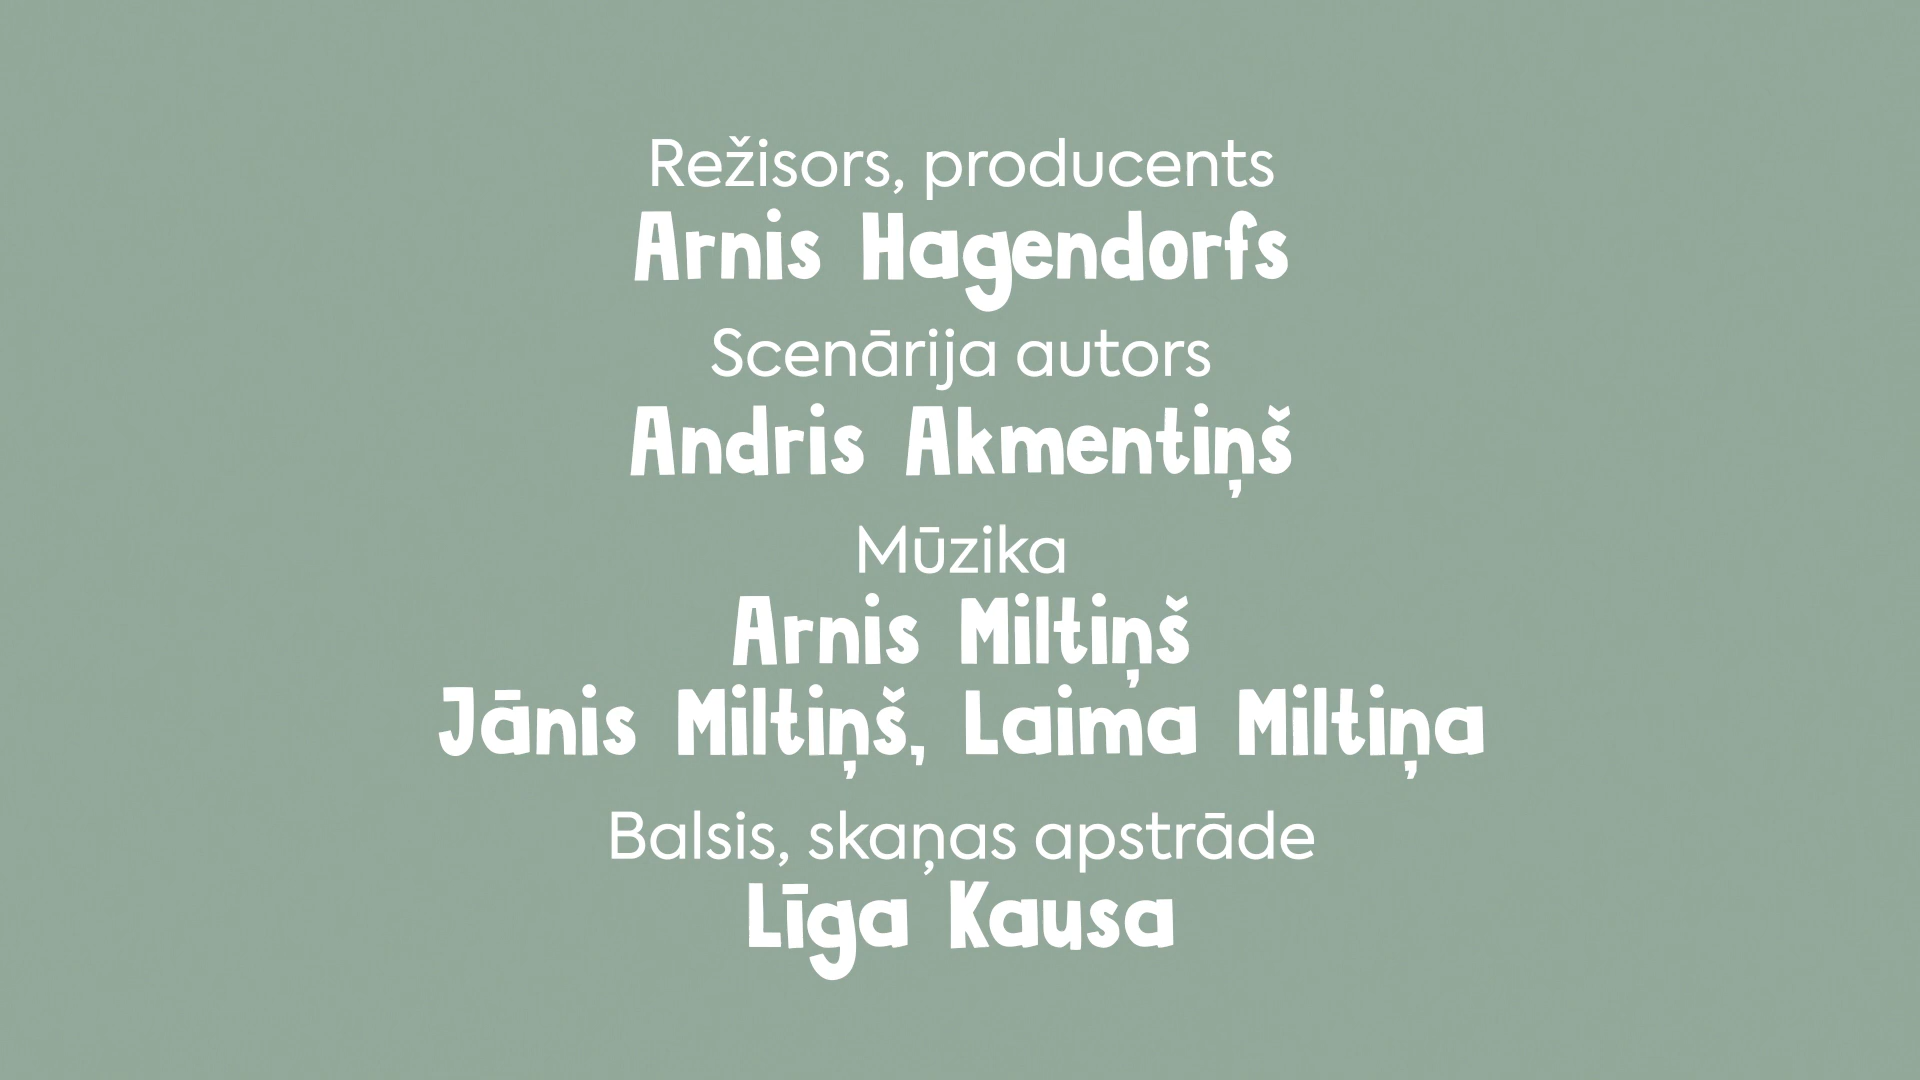 Režisors, producents
Arnis Hagendorfs
Scenārija autors
Andris Akmentiņš
Mūzika
Arnis Miltiņš
Jānis Miltiņš, Laima Miltiņa
Balsis, skaņas apstrāde
Līga Kausa